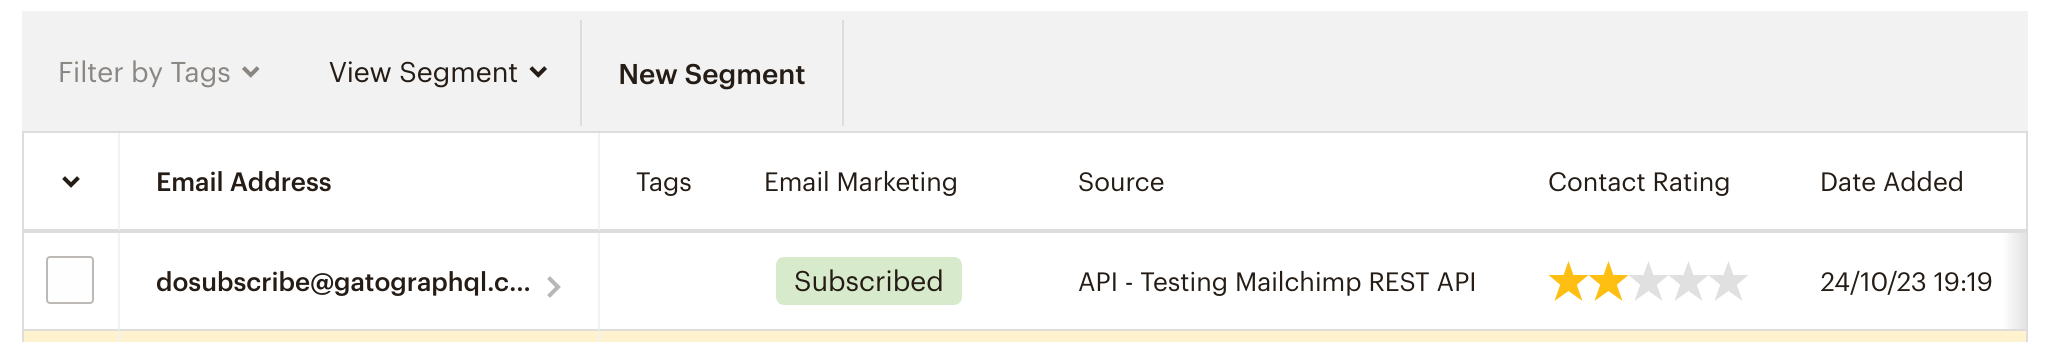 Filter by Tags View Segment New Segment
Email Address Tags Email Marketing Source Contact Rating Date Added
dosubscribe@gatographql.c... Subscribed API - Testing Mailchimp REST API 24/10/23 19:19